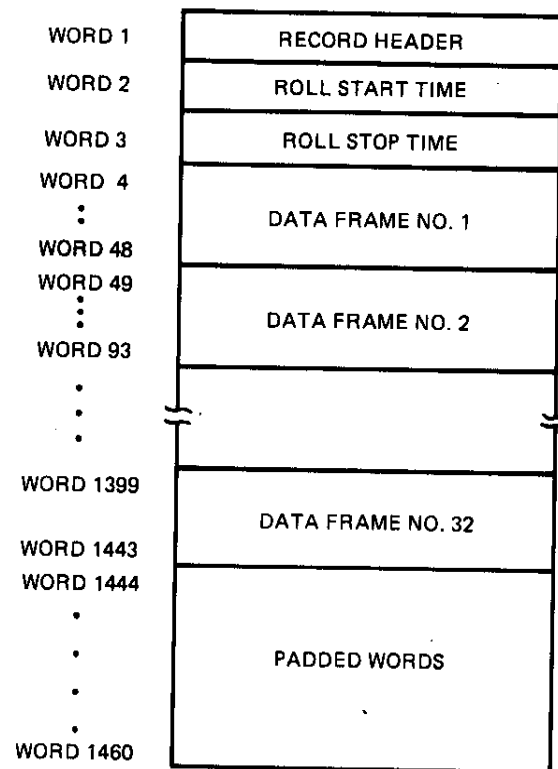 WORD 1 RECORD HEADER
WORD 2 ROLL START TIME
WORD 3 ROLL STOP TIME
WORD 4
DATA FRAME NO. 1
WORD 48
WORD 49
DATA FRAME NO. 2
WORD 93
WORD 1399
DATA FRAME NO. 32
WORD 1443
WORD 1444
PADDED WORDS
WORD 1460